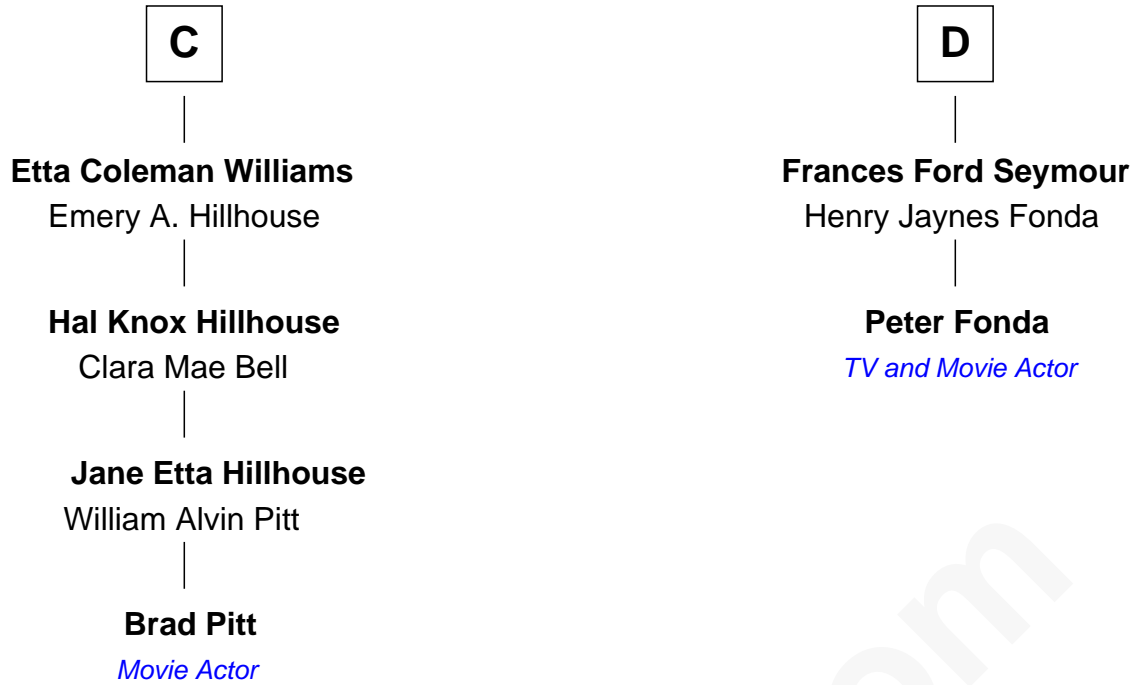 C
Etta Coleman Williams
Emery A. Hillhouse
Hal Knox Hillhouse
Clara Mae Bell
Jane Etta Hillhouse
William Alvin Pitt
Brad Pitt
Movie Actor
D
Frances Ford Seymour
Henry Jaynes Fonda
Peter Fonda
TV and Movie Actor
om